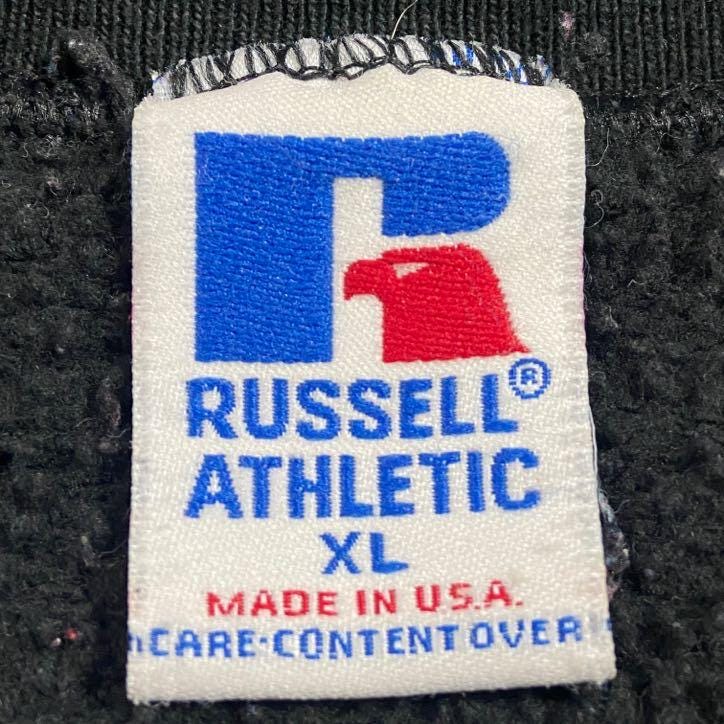 R
RUSSELL®
ATHLETIC
XL
MADE IN U.S.A.
CARE·CONTENT OVER